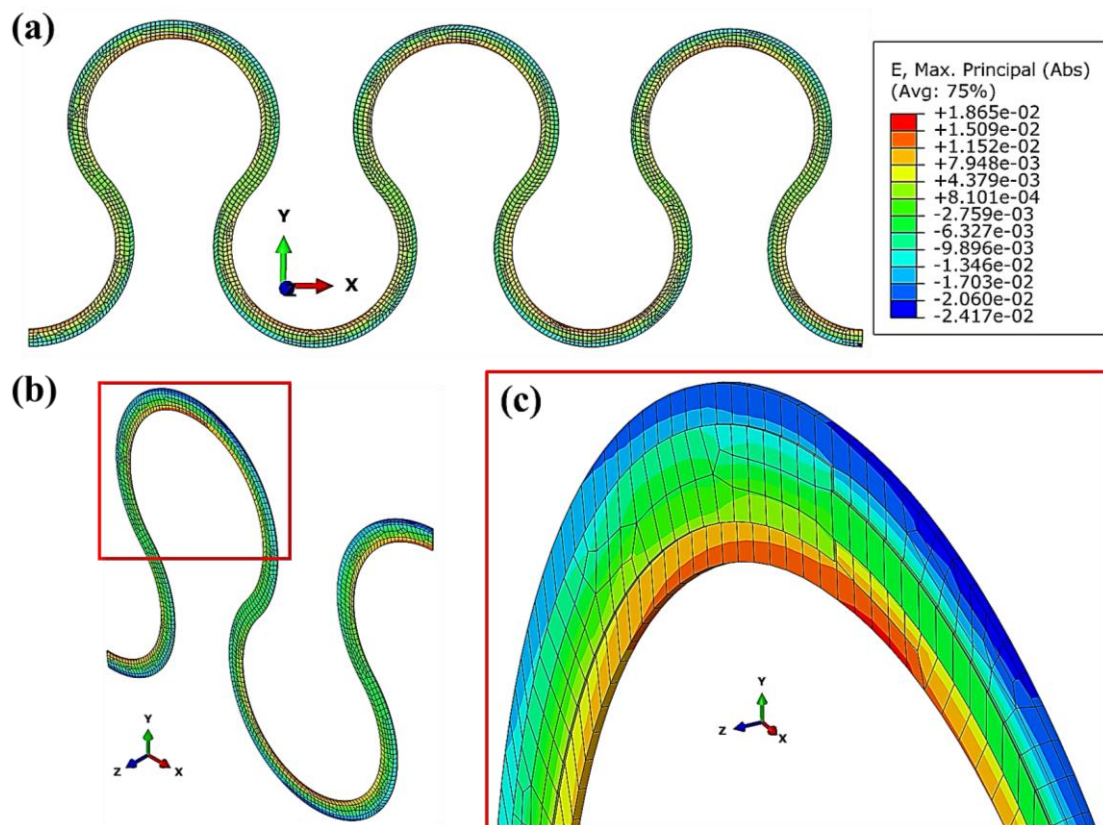 (a)
E, Max. Principal (Abs)
(Avg: 75%)
+1.865e-02
+1.509e-02
+1.152e-02
+7.948e-03
+4.379e-03
+8.101e-04
-2.759e-03
-6.327e-03
-9.896e-03
-1.346e-02
-1.703e-02
-2.060e-02
-2.417e-02
Y
Z X
(b)
Y
Z X
(c)
Y
Z X